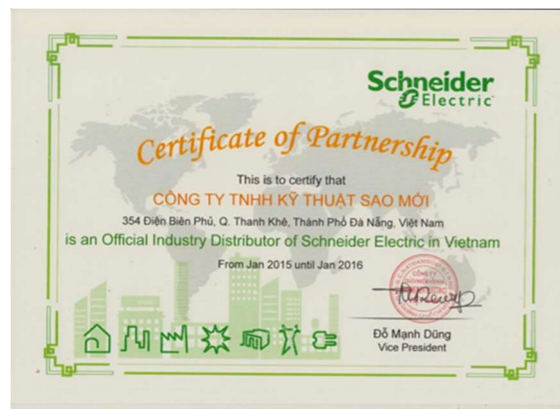 Schneider
Electric
Certificate of Partnership
This is to certify that
CÔNG TY TNHH KỸ THUẬT SAO MỚI
354 Điện Biên Phủ, Q. Thanh Khê, Thành Phố Đà Nẵng, Việt Nam
is an Official Industry Distributor of Schneider Electric in Vietnam
From Jan 2015 until Jan 2016
CÔNG TY
Đỗ Mạnh Dũng
Vice President